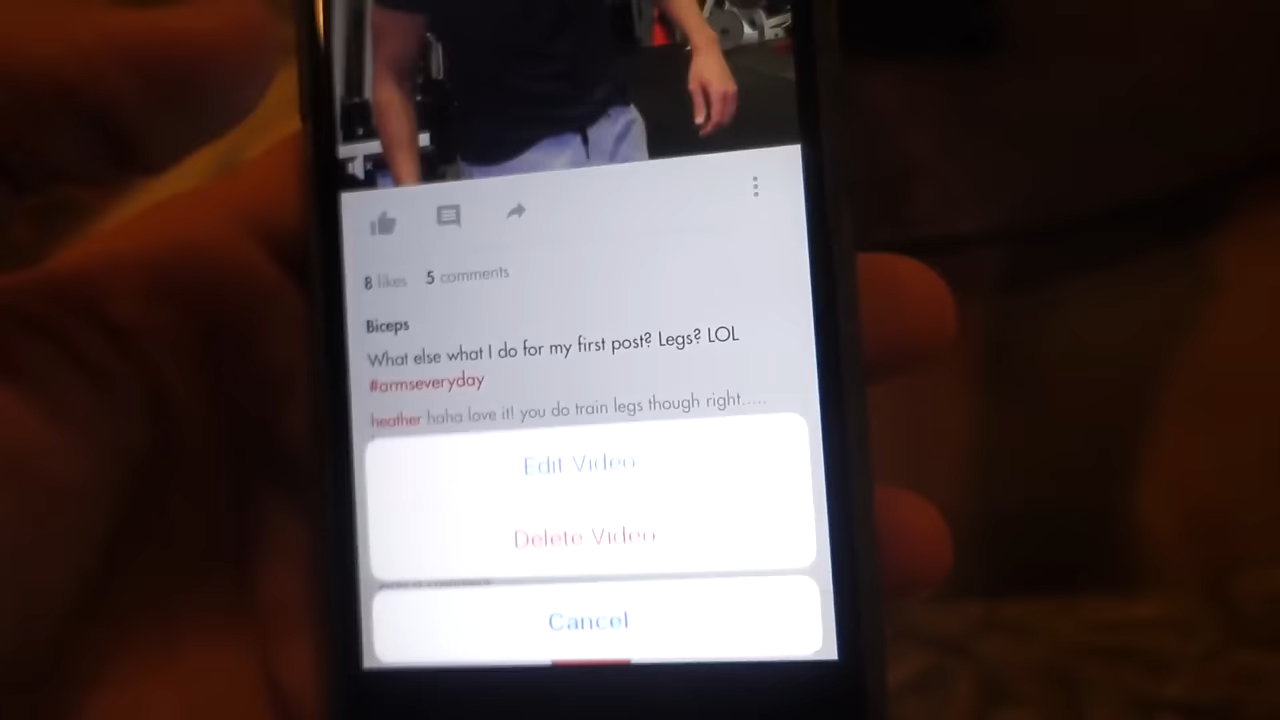 8 likes 5 comments
Biceps
What else what I do for my first post? Legs? LOL
#armseveryday
heather haha love it! you do train legs though right.....
Edit Video
Delete Video
Cancel